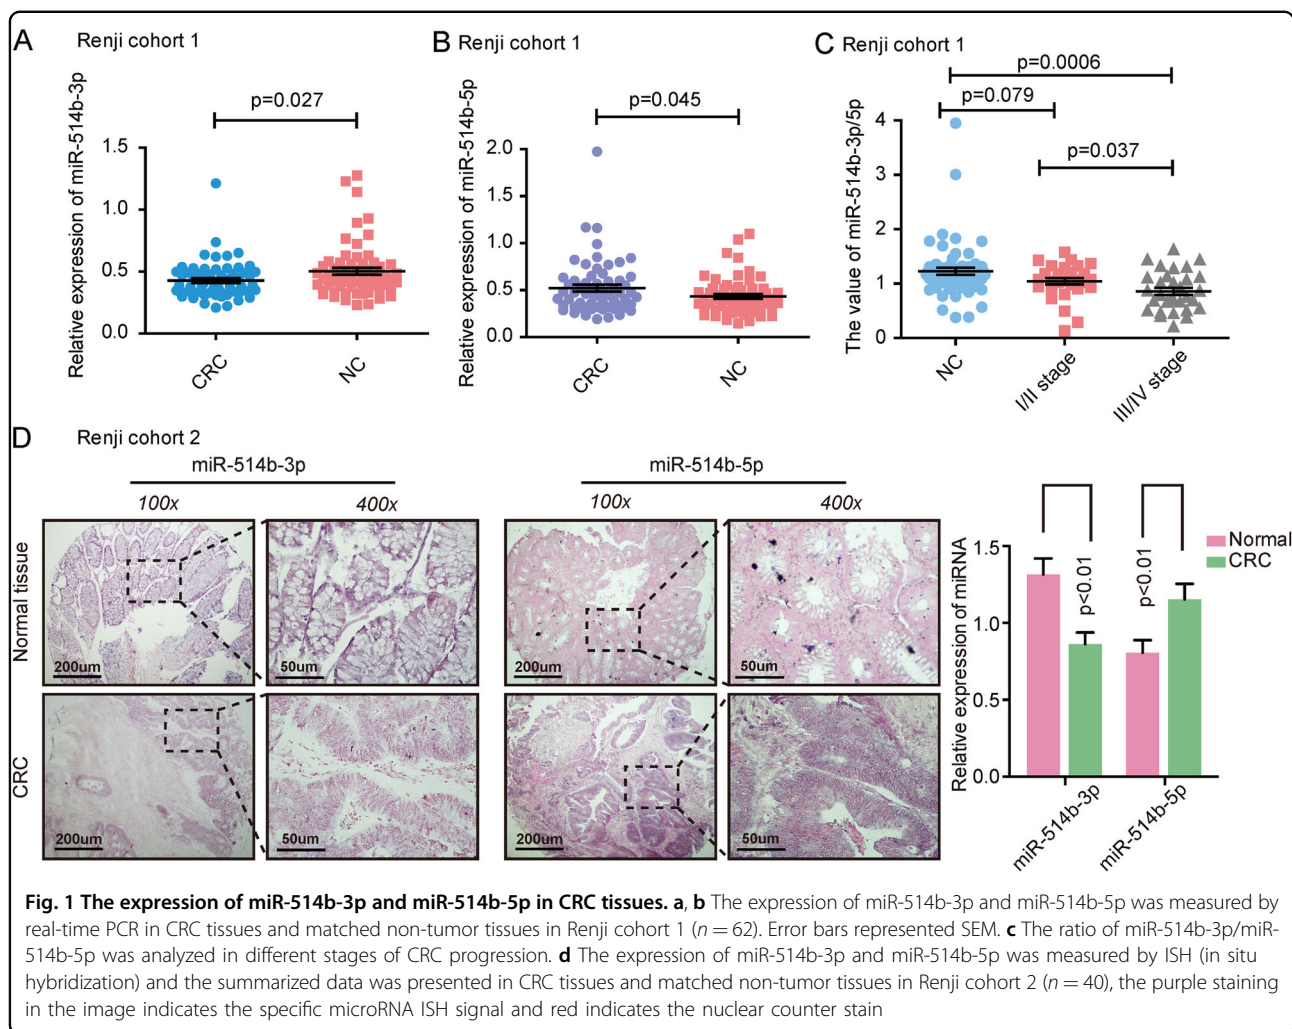 A Renji cohort 1
Relative expression of miR-514b-3p
p=0.027
1.5
1.0
0.5
0.0
CRC
NC
B Renji cohort 1
Relative expression of miR-514b-5p
p=0.045
2.0
1.5
1.0
0.5
0.0
CRC
NC
C Renji cohort 1
The value of miR-514b-3p/5p
p=0.0006
p=0.079
p=0.037
4
3
2
1
0
NC
I/II stage
III/IV stage
D Renji cohort 2
miR-514b-3p
miR-514b-5p
100x
400x
100x
400x
Normal tissue
200um
50um
200um
50um
CRC
200um
50um
200um
50um
Relative expression of miRNA
Normal
CRC
1.5
1.0
0.5
0.0
p<0.01
p<0.01
miR-514b-3p
miR-514b-5p
Fig. 1 The expression of miR-514b-3p and miR-514b-5p in CRC tissues. a, b The expression of miR-514b-3p and miR-514b-5p was measured by
real-time PCR in CRC tissues and matched non-tumor tissues in Renji cohort 1 (n = 62). Error bars represented SEM. c The ratio of miR-514b-3p/miR-
514b-5p was analyzed in different stages of CRC progression. d The expression of miR-514b-3p and miR-514b-5p was measured by ISH (in situ
hybridization) and the summarized data was presented in CRC tissues and matched non-tumor tissues in Renji cohort 2 (n = 40), the purple staining
in the image indicates the specific microRNA ISH signal and red indicates the nuclear counter stain